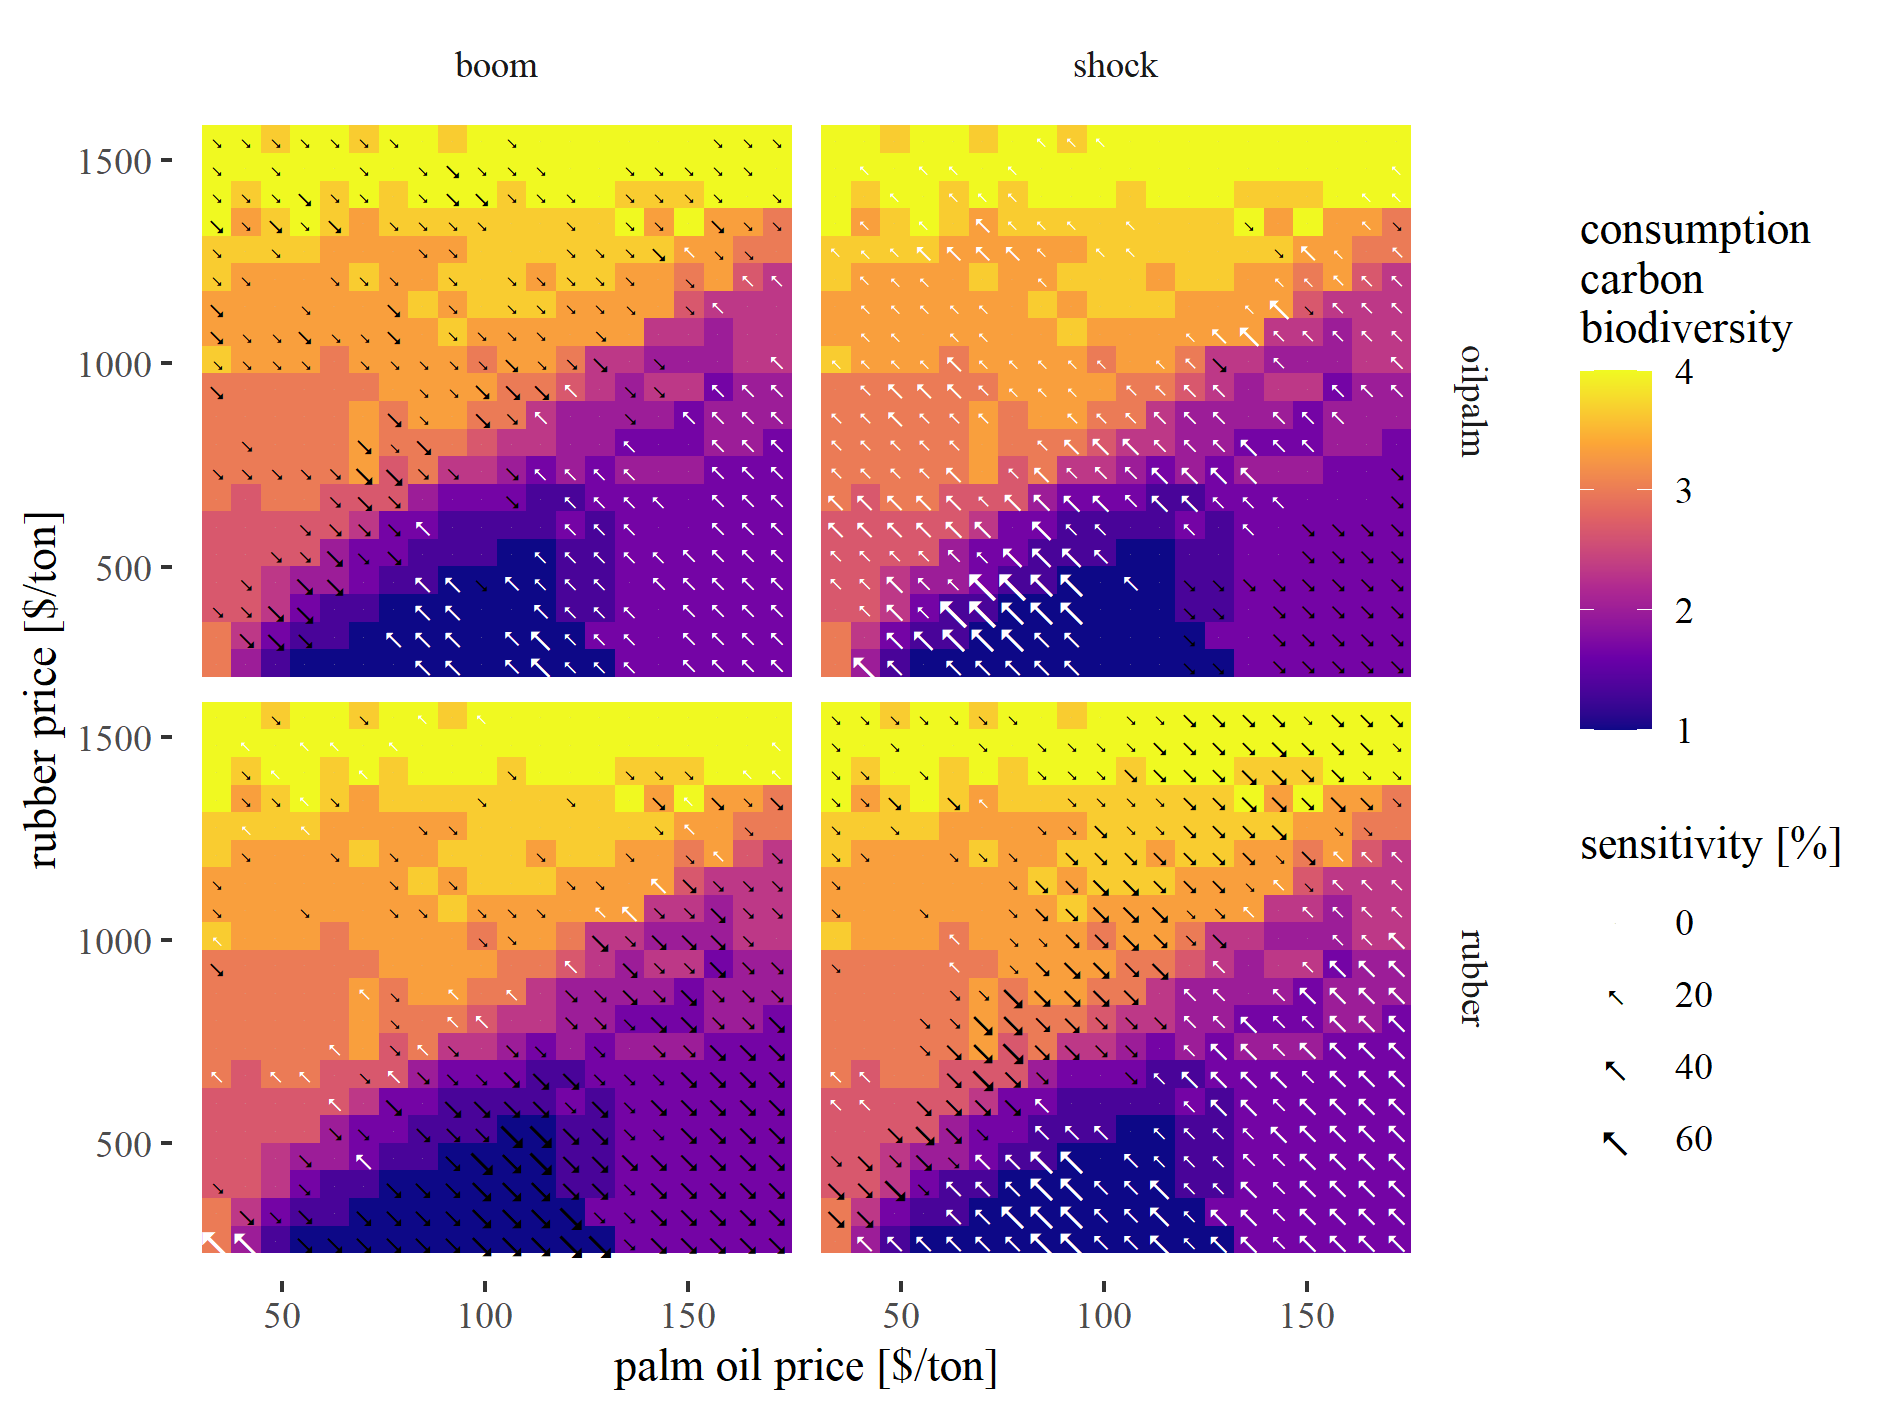 boom
shock
1500
1000
500
1500
1000
500
rubber price [$/ton]
oilpalm
rubber
50
100
150
50
100
150
palm oil price [$/ton]
consumption
carbon
biodiversity
4
3
2
1
sensitivity [%]
0
20
40
60